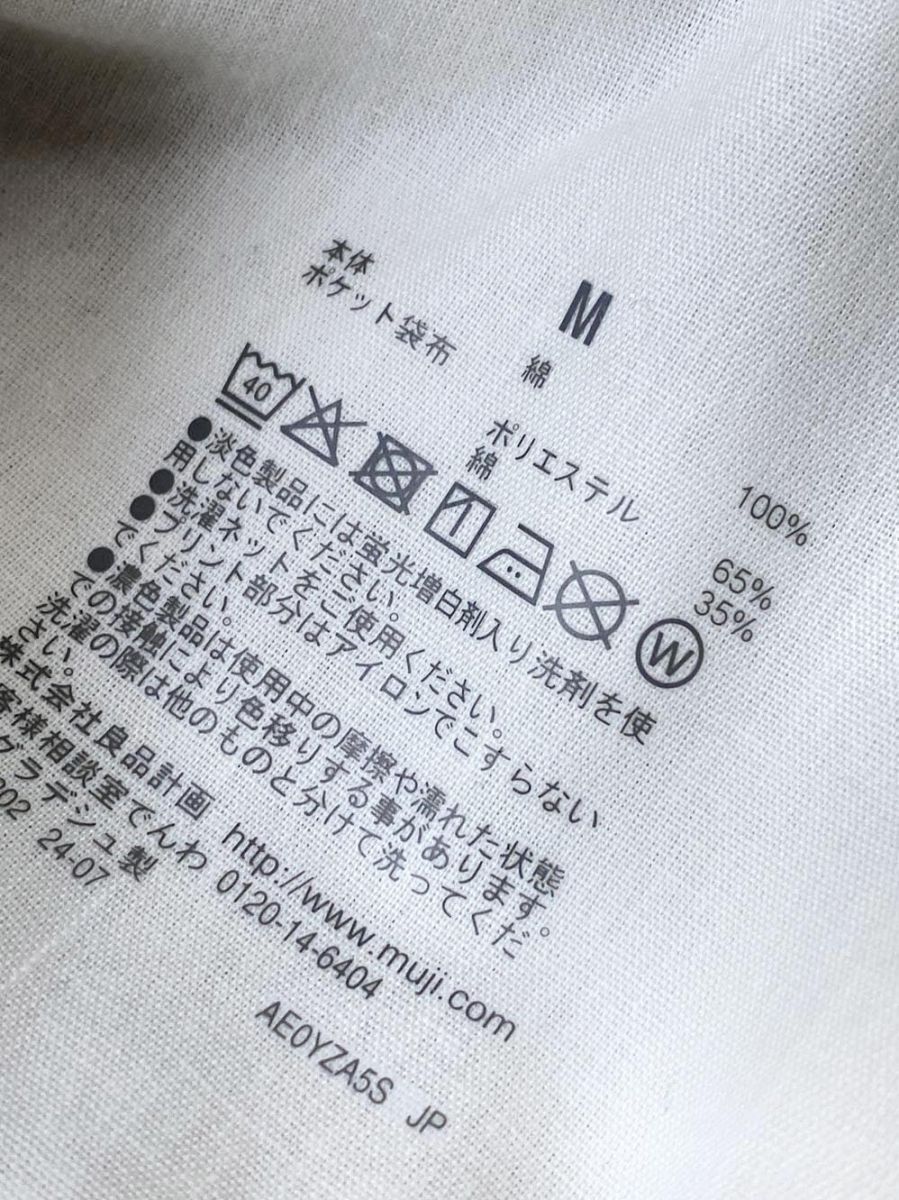 M
本体 綿 100%
ポケット袋布 ポリエステル 65%
綿 35%
40
W
●淡色製品には蛍光増白剤入り洗剤を使
用しないでください。
●洗濯ネットをご使用ください。
●プリント部分はアイロンでこすらない
でください。
●濃色製品は使用中の摩擦や濡れた状態
での接触により色移りする事があります。
洗濯の際は他のものと分けて洗ってくだ
さい。
株式会社良品計画 http://www.muji.com
客様相談室でんわ 0120-14-6404
グラデシュ製
02 24-07
AE0YZA5S JP